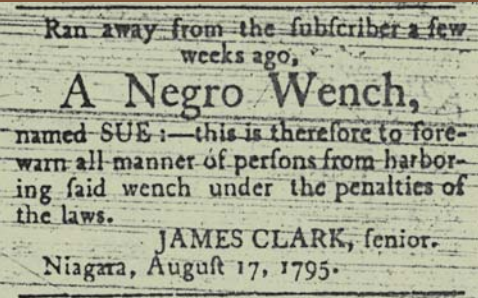 Ran away from the ſubſcriber a few
weeks ago,
A Negro Wench,
named SUE :—this is therefore to fore-
warn all manner of perſons from harbor-
ing ſaid wench under the penalties of
the laws.
JAMES CLARK, ſenior.
Niagara, Auguſt 17, 1795.